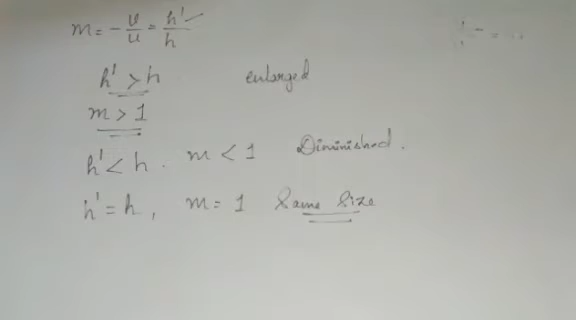 m = - v/u = h'/h
h' > h enlarged
m > 1
h' < h . m < 1 Diminished.
h' = h , m = 1 Same Size